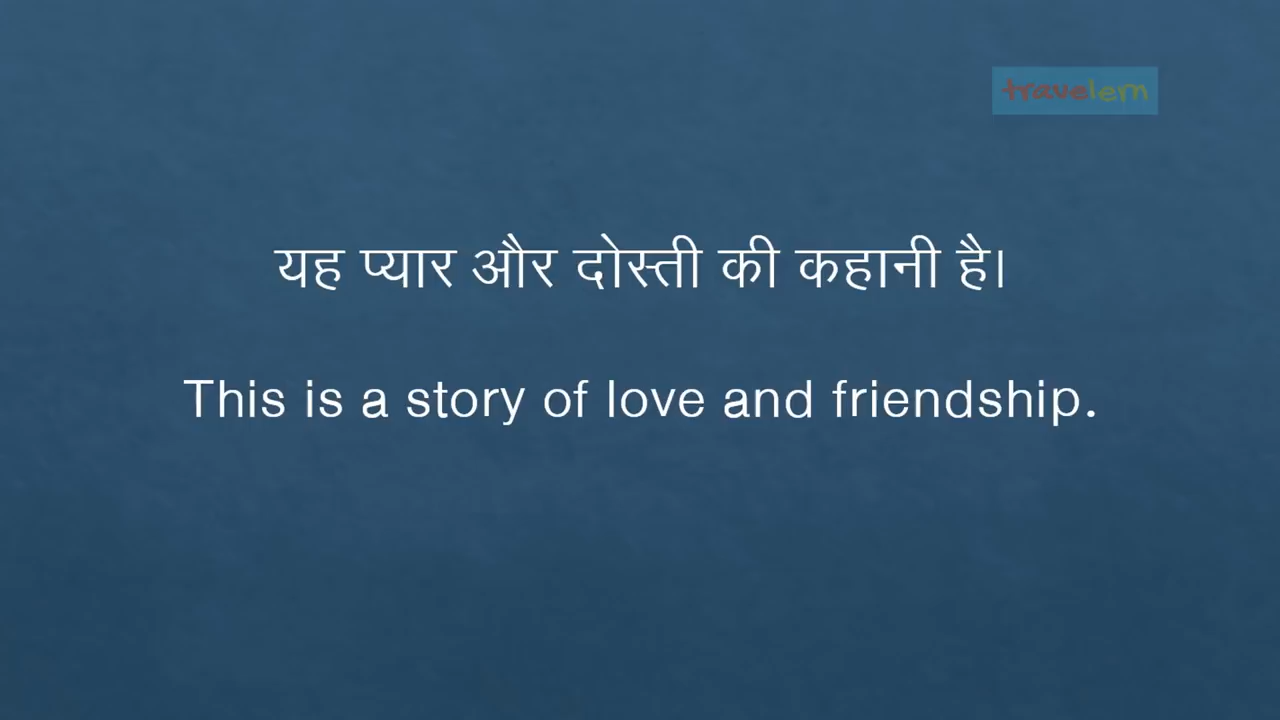 travelem
यह प्यार और दोस्ती की कहानी है।
This is a story of love and friendship.